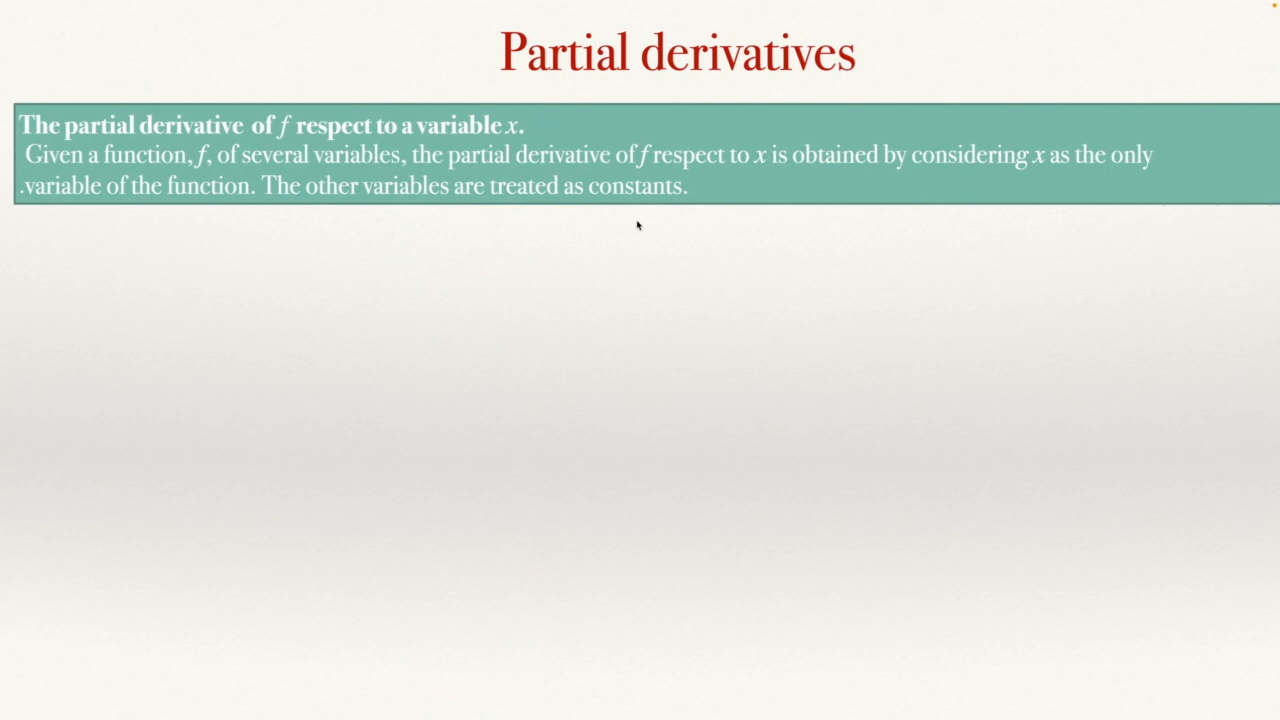 Partial derivatives
The partial derivative of f respect to a variable x.
Given a function, f, of several variables, the partial derivative of f respect to x is obtained by considering x as the only
.variable of the function. The other variables are treated as constants.